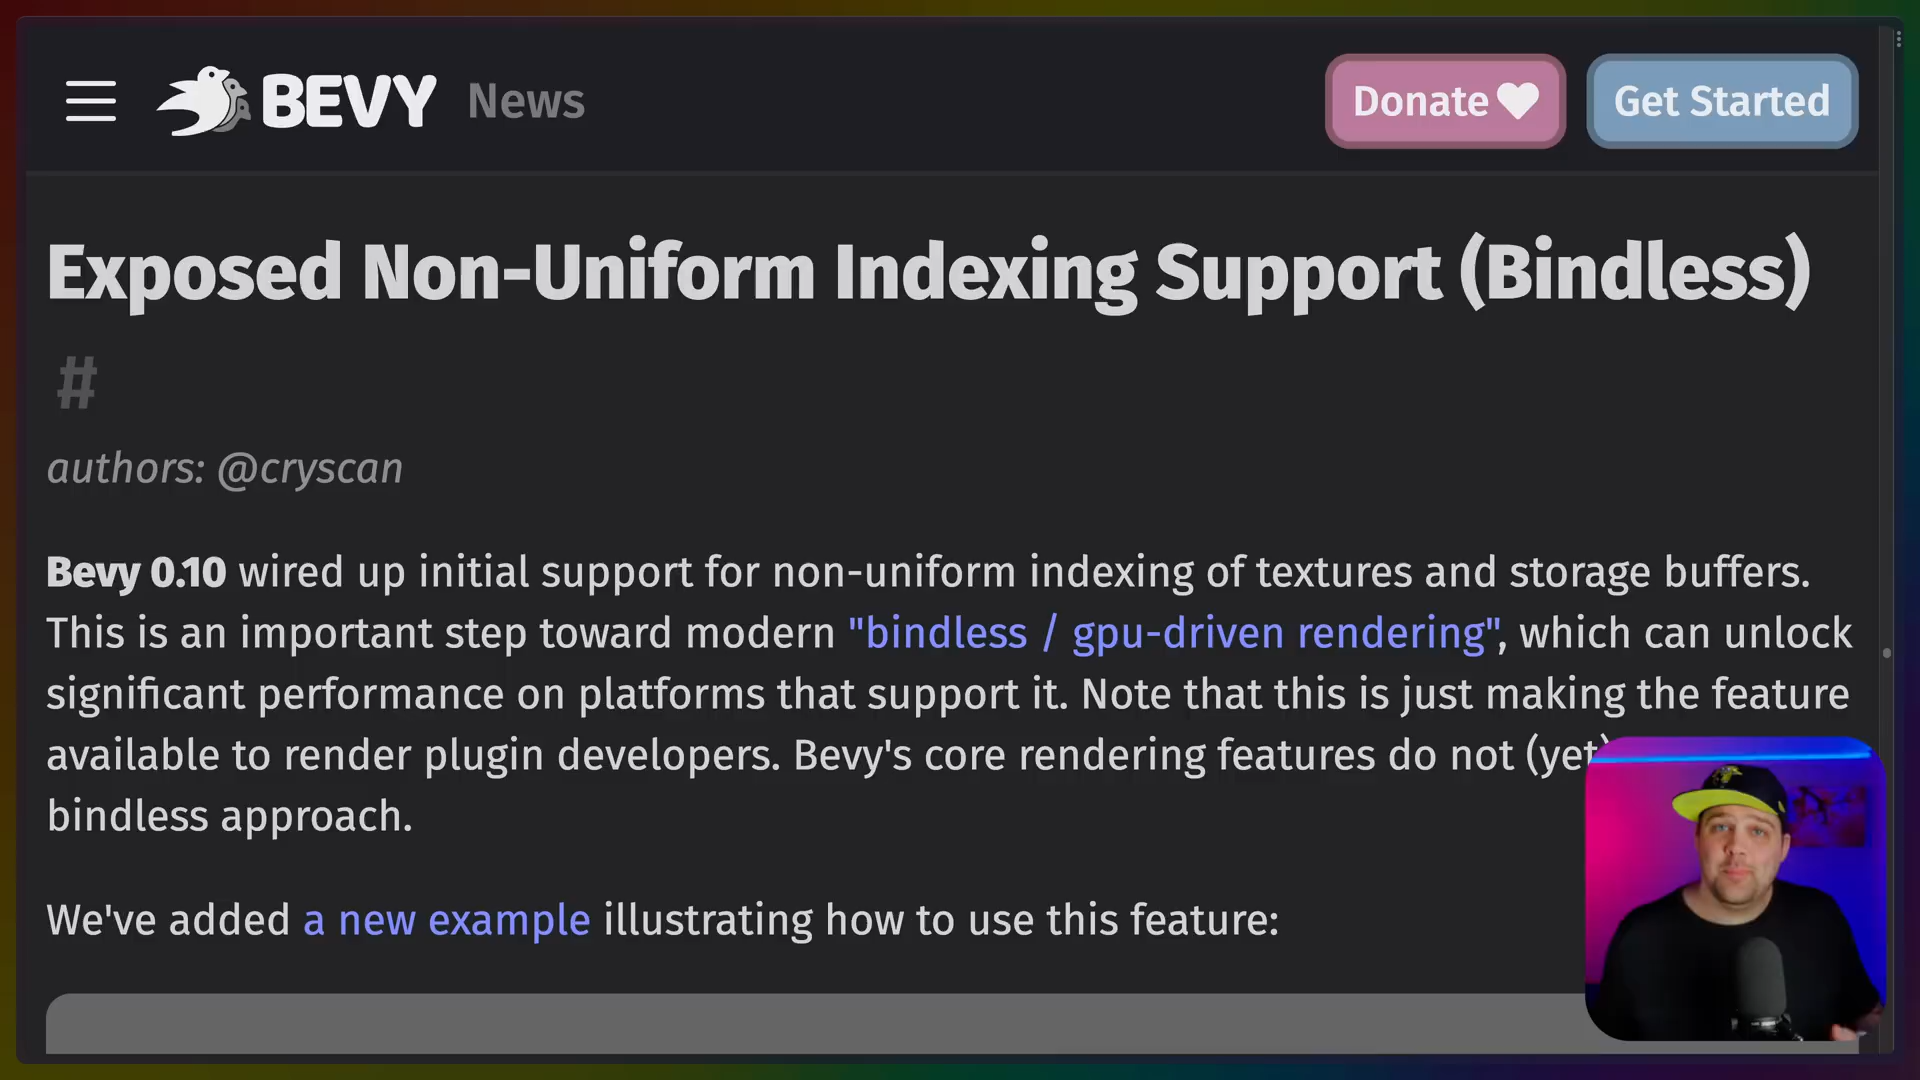 BEVY News
Donate
Get Started
Exposed Non-Uniform Indexing Support (Bindless)
#
authors: @cryscan
Bevy 0.10 wired up initial support for non-uniform indexing of textures and storage buffers.
This is an important step toward modern "bindless / gpu-driven rendering", which can unlock
significant performance on platforms that support it. Note that this is just making the feature
available to render plugin developers. Bevy's core rendering features do not (yet)
bindless approach.
We've added a new example illustrating how to use this feature: